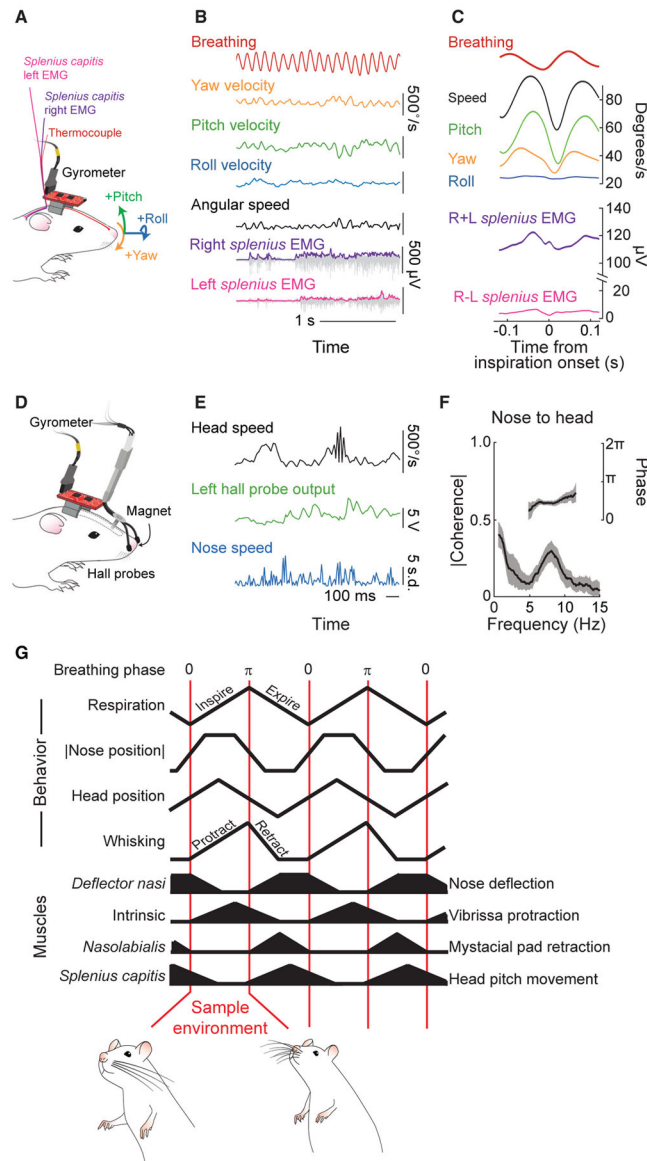 A
Splenius capitis
left EMG
Splenius capitis
right EMG
Thermocouple
Gyrometer
+Pitch
+Roll
+Yaw
B
Breathing
Yaw velocity
500°/s
Pitch velocity
Roll velocity
Angular speed
Right splenius EMG
500 µV
Left splenius EMG
1 s
Time
C
Breathing
Speed
Pitch
Yaw
Roll
80
60
40
20
Degrees/s
R+L splenius EMG
140
120
100
µV
R-L splenius EMG
20
0
-0.1 0 0.1
Time from
inspiration onset (s)
D
Gyrometer
Magnet
Hall probes
E
Head speed
500°/s
Left hall probe output
5 V
Nose speed
5 s.d.
100 ms
Time
F
Nose to head
1.0
0.5
0
|Coherence|
2π
π
0
Phase
0 5 10 15
Frequency (Hz)
G
Breathing phase 0 π 0 π 0
Behavior
Respiration
Inspire
Expire
|Nose position|
Head position
Whisking
Protract
Retract
Muscles
Deflector nasi
Nose deflection
Intrinsic
Vibrissa protraction
Nasolabialis
Mystacial pad retraction
Splenius capitis
Head pitch movement
Sample
environment